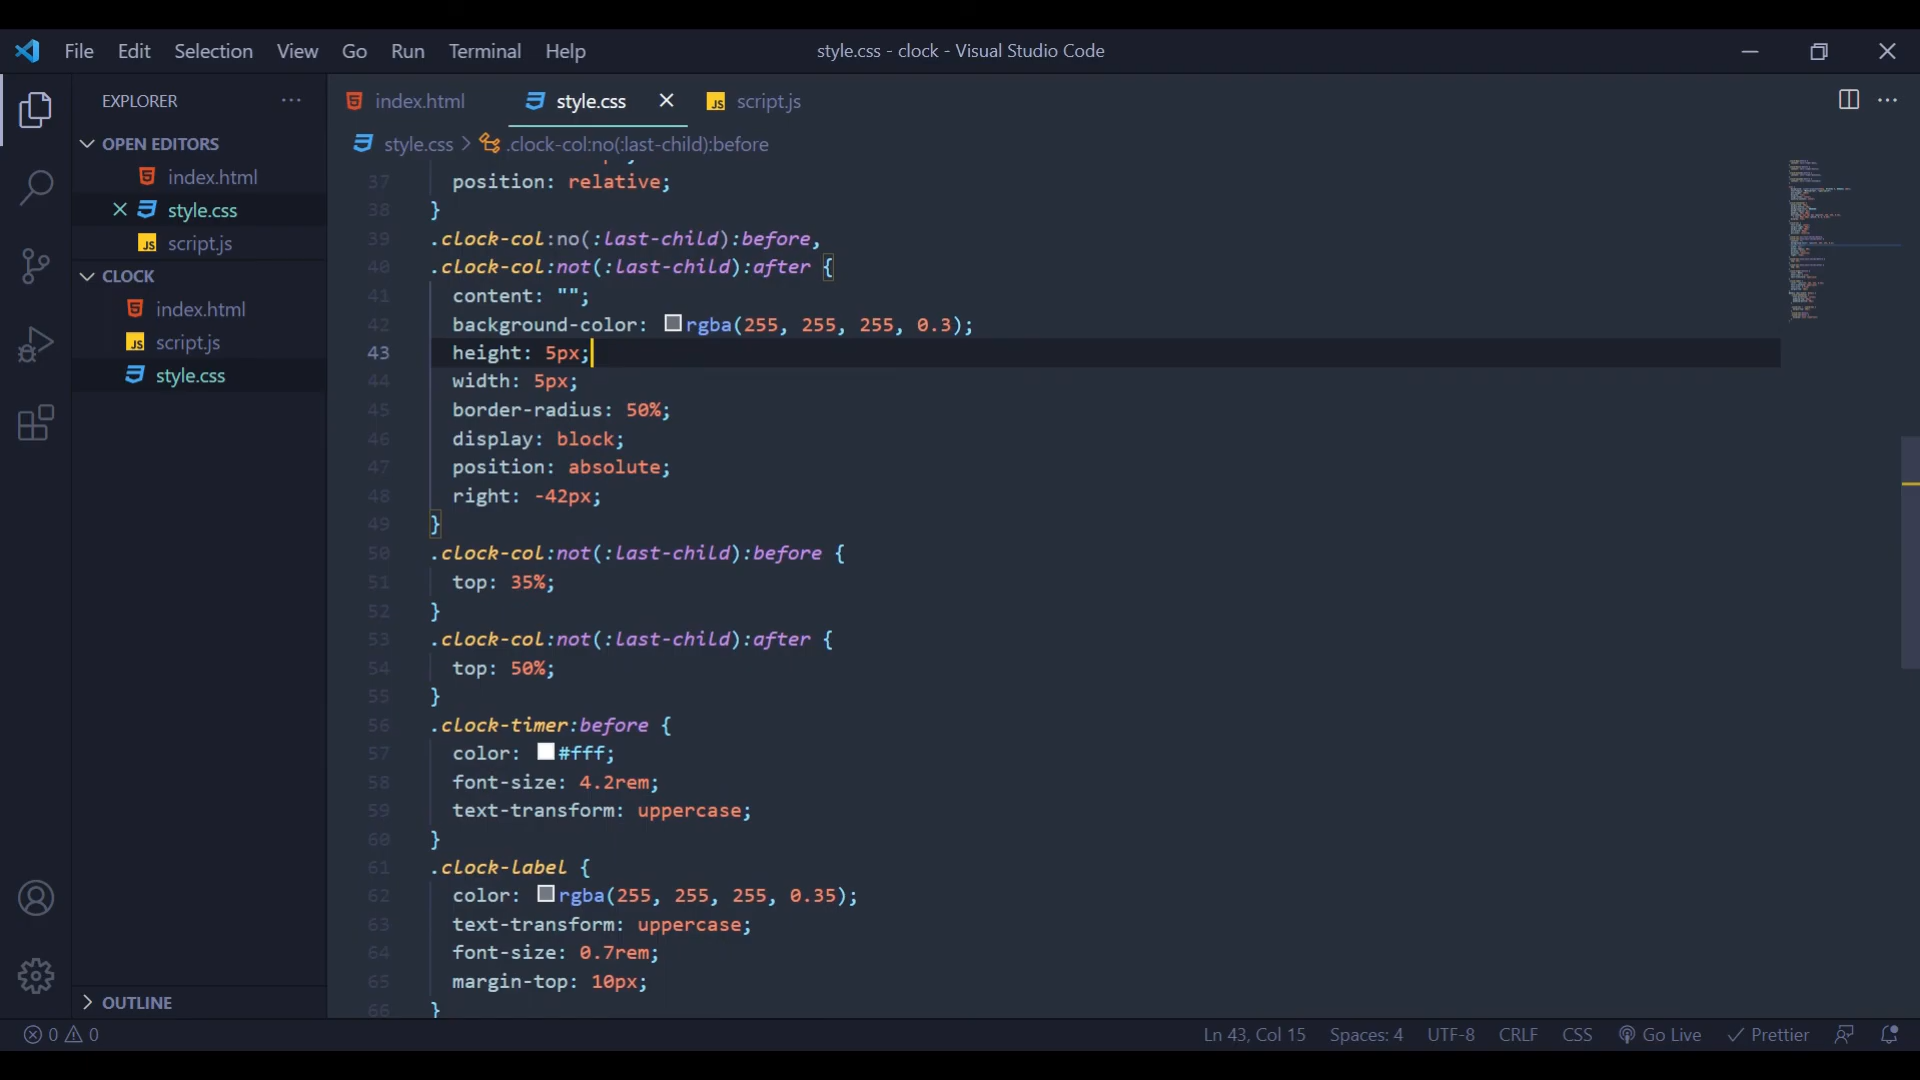 File Edit Selection View Go Run Terminal Help
style.css - clock - Visual Studio Code
EXPLORER
OPEN EDITORS
index.html
style.css
script.js
CLOCK
index.html
script.js
style.css
OUTLINE
index.html style.css script.js
style.css > .clock-col:no(:last-child):before
37 position: relative;
38 }
39 .clock-col:no(:last-child):before,
40 .clock-col:not(:last-child):after {
41 content: "";
42 background-color: rgba(255, 255, 255, 0.3);
43 height: 5px;
44 width: 5px;
45 border-radius: 50%;
46 display: block;
47 position: absolute;
48 right: -42px;
49 }
50 .clock-col:not(:last-child):before {
51 top: 35%;
52 }
53 .clock-col:not(:last-child):after {
54 top: 50%;
55 }
56 .clock-timer:before {
57 color: #fff;
58 font-size: 4.2rem;
59 text-transform: uppercase;
60 }
61 .clock-label {
62 color: rgba(255, 255, 255, 0.35);
63 text-transform: uppercase;
64 font-size: 0.7rem;
65 margin-top: 10px;
66 }
0 0 Ln 43, Col 15 Spaces: 4 UTF-8 CRLF CSS Go Live Prettier